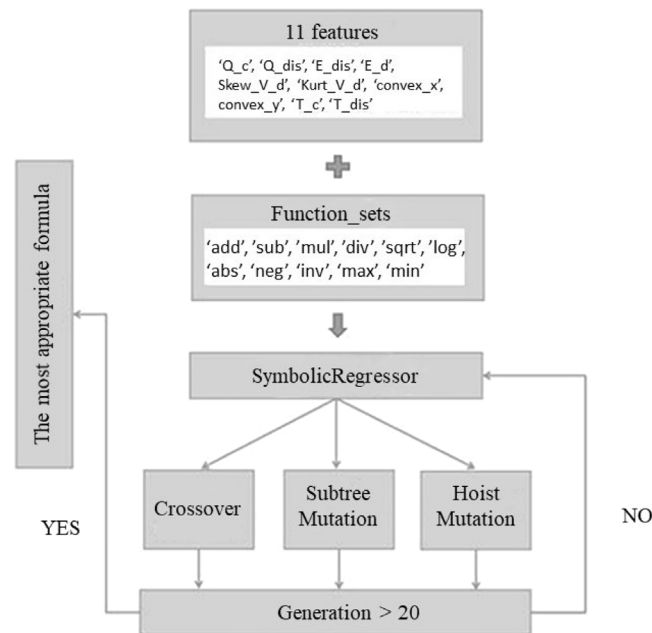 11 features
‘Q_c’, ‘Q_dis’, ‘E_dis’, ‘E_d’,
Skew_V_d’, ‘Kurt_V_d’, ‘convex_x’,
convex_y’, ‘T_c’, ‘T_dis’
Function_sets
‘add’, ’sub’, ’mul’, ’div’, ’sqrt’, ’log’,
‘abs’, ‘neg’, ‘inv’, ‘max’, ‘min’
The most appropriate formula
SymbolicRegressor
Crossover
Subtree
Mutation
Hoist
Mutation
YES
NO
Generation > 20